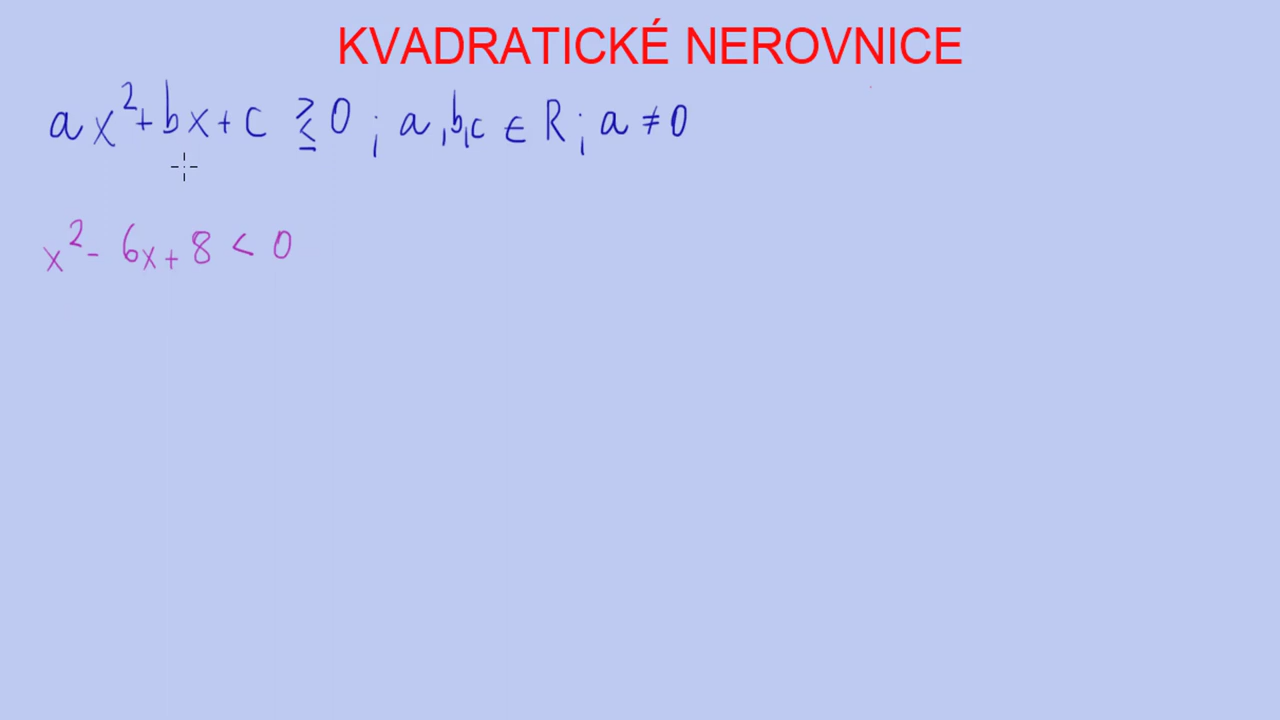 KVADRATICKÉ NEROVNICE
ax²+bx+c ⪌ 0 ; a,b,c ∈ R ; a ≠ 0
x² - 6x + 8 < 0